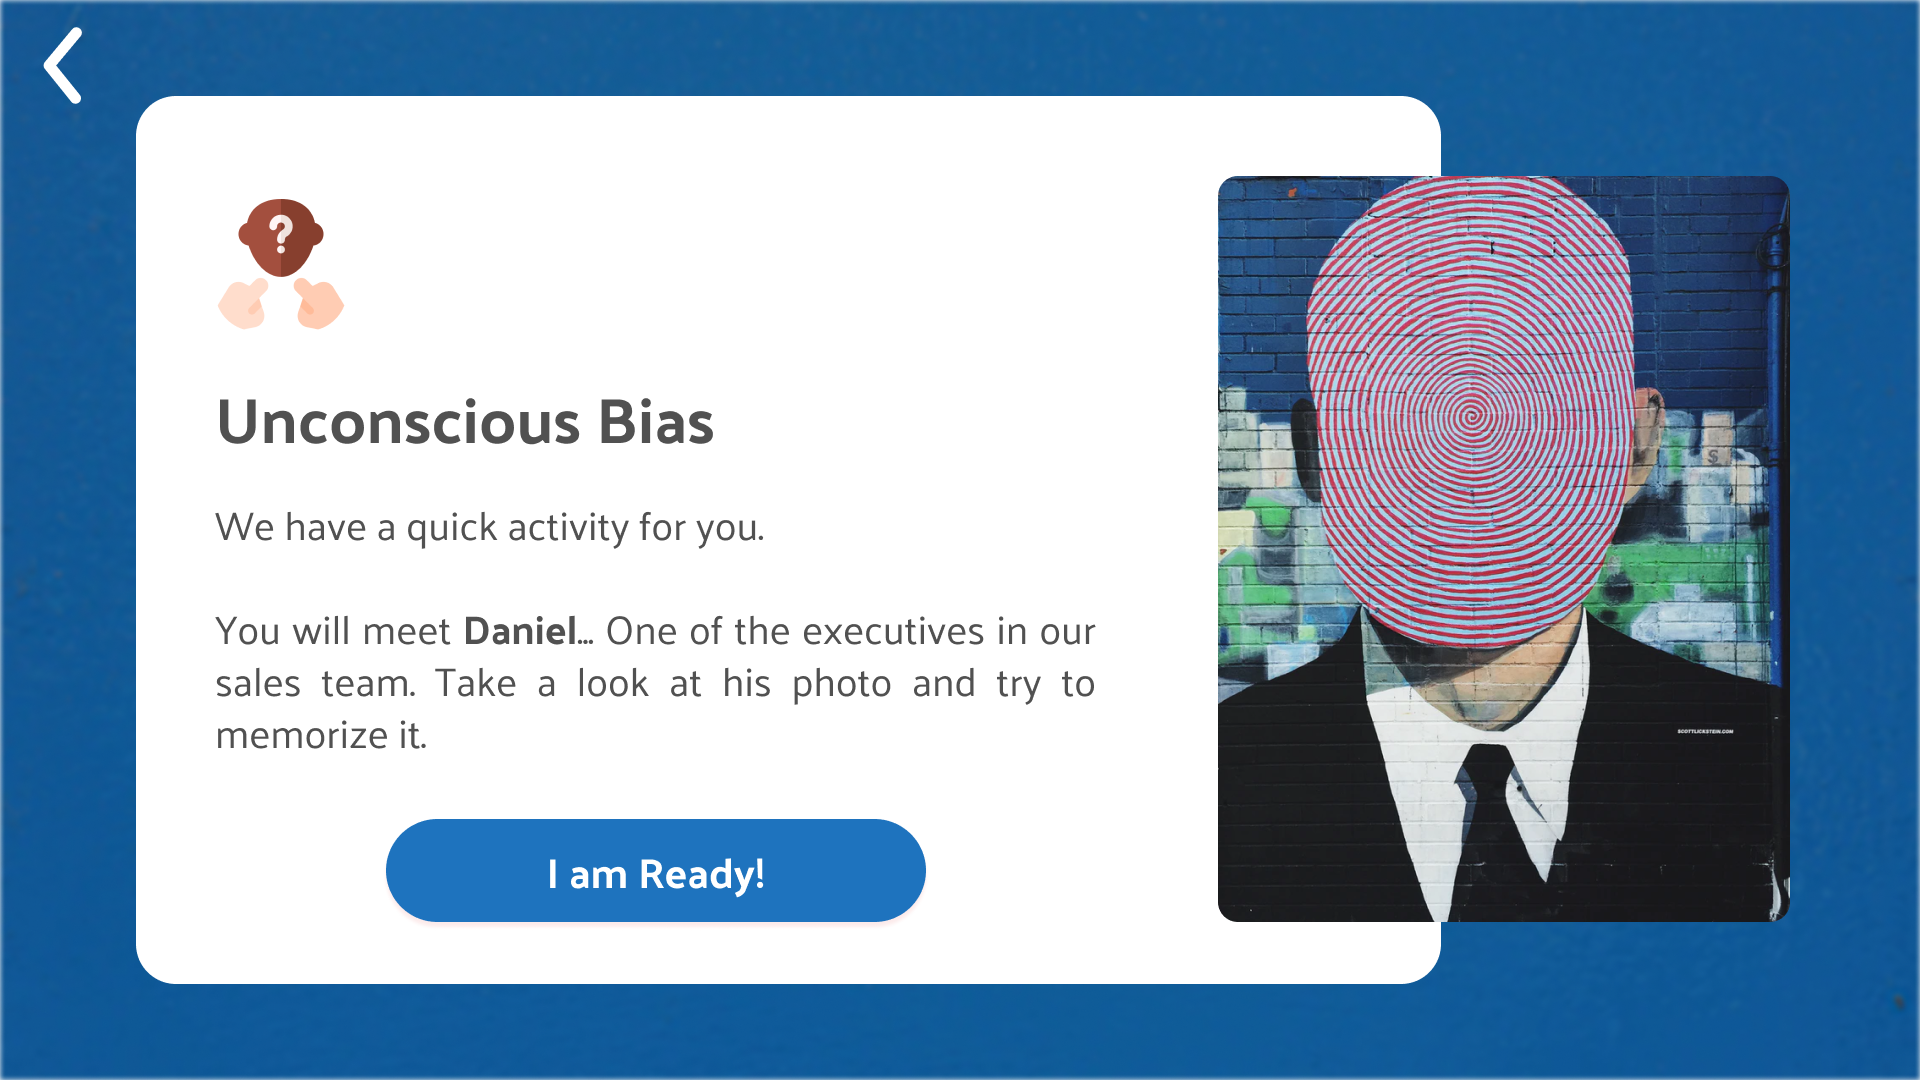 ?
Unconscious Bias
We have a quick activity for you.
You will meet Daniel... One of the executives in our
sales team. Take a look at his photo and try to
memorize it.
I am Ready!
$
SCOTTLICKSTEIN.COM